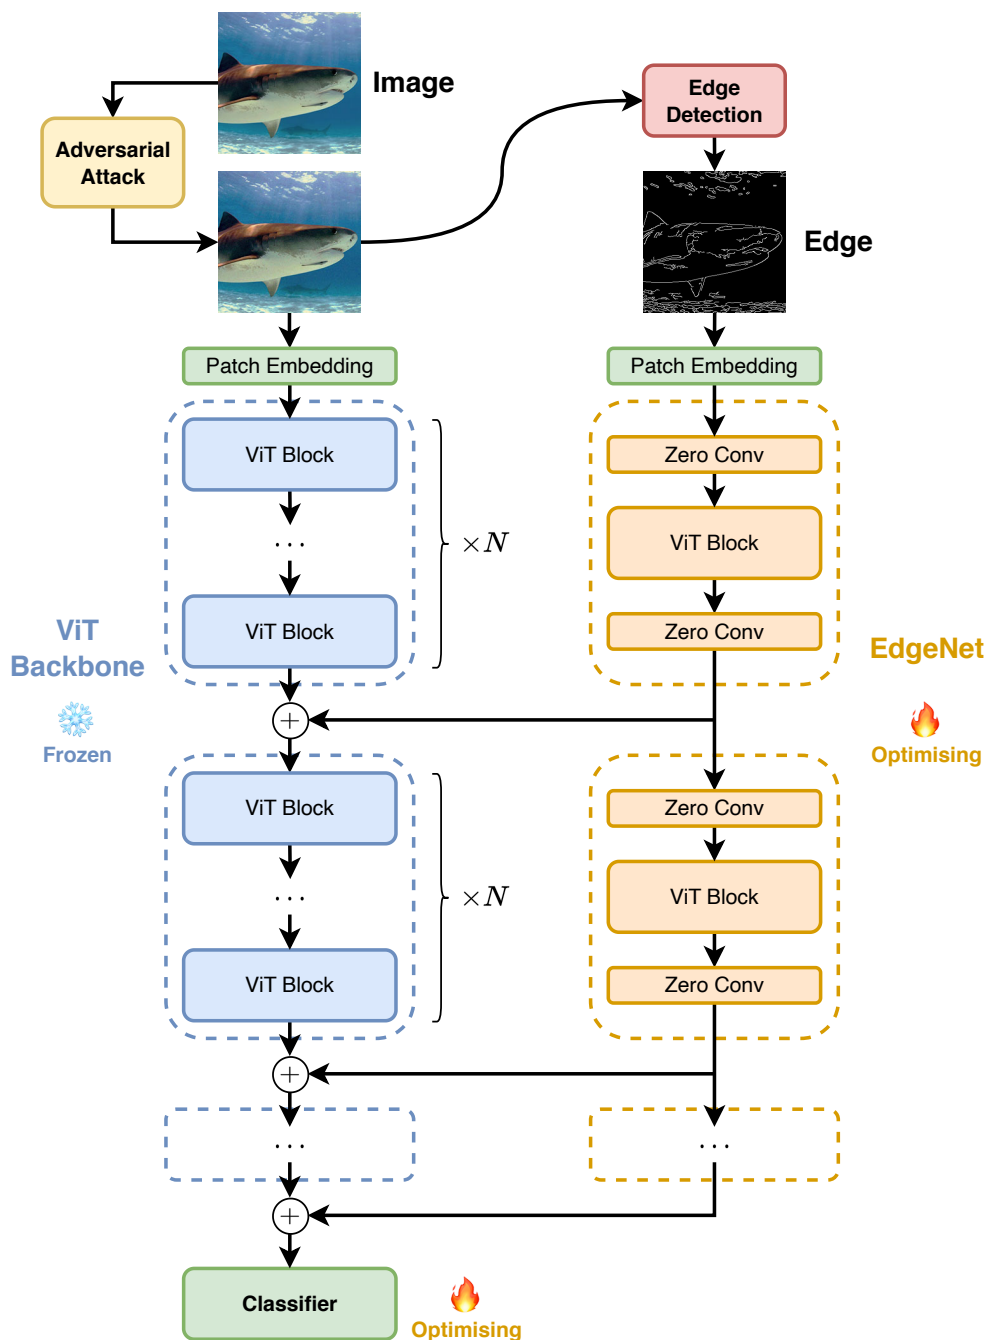 Image
Edge
Detection
Adversarial
Attack
Edge
Patch Embedding
Patch Embedding
ViT Block
Zero Conv
...
×N
ViT Block
ViT Block
Zero Conv
ViT
Backbone
EdgeNet
+
Frozen
Optimising
ViT Block
Zero Conv
...
×N
ViT Block
ViT Block
Zero Conv
+
...
...
+
Classifier
Optimising